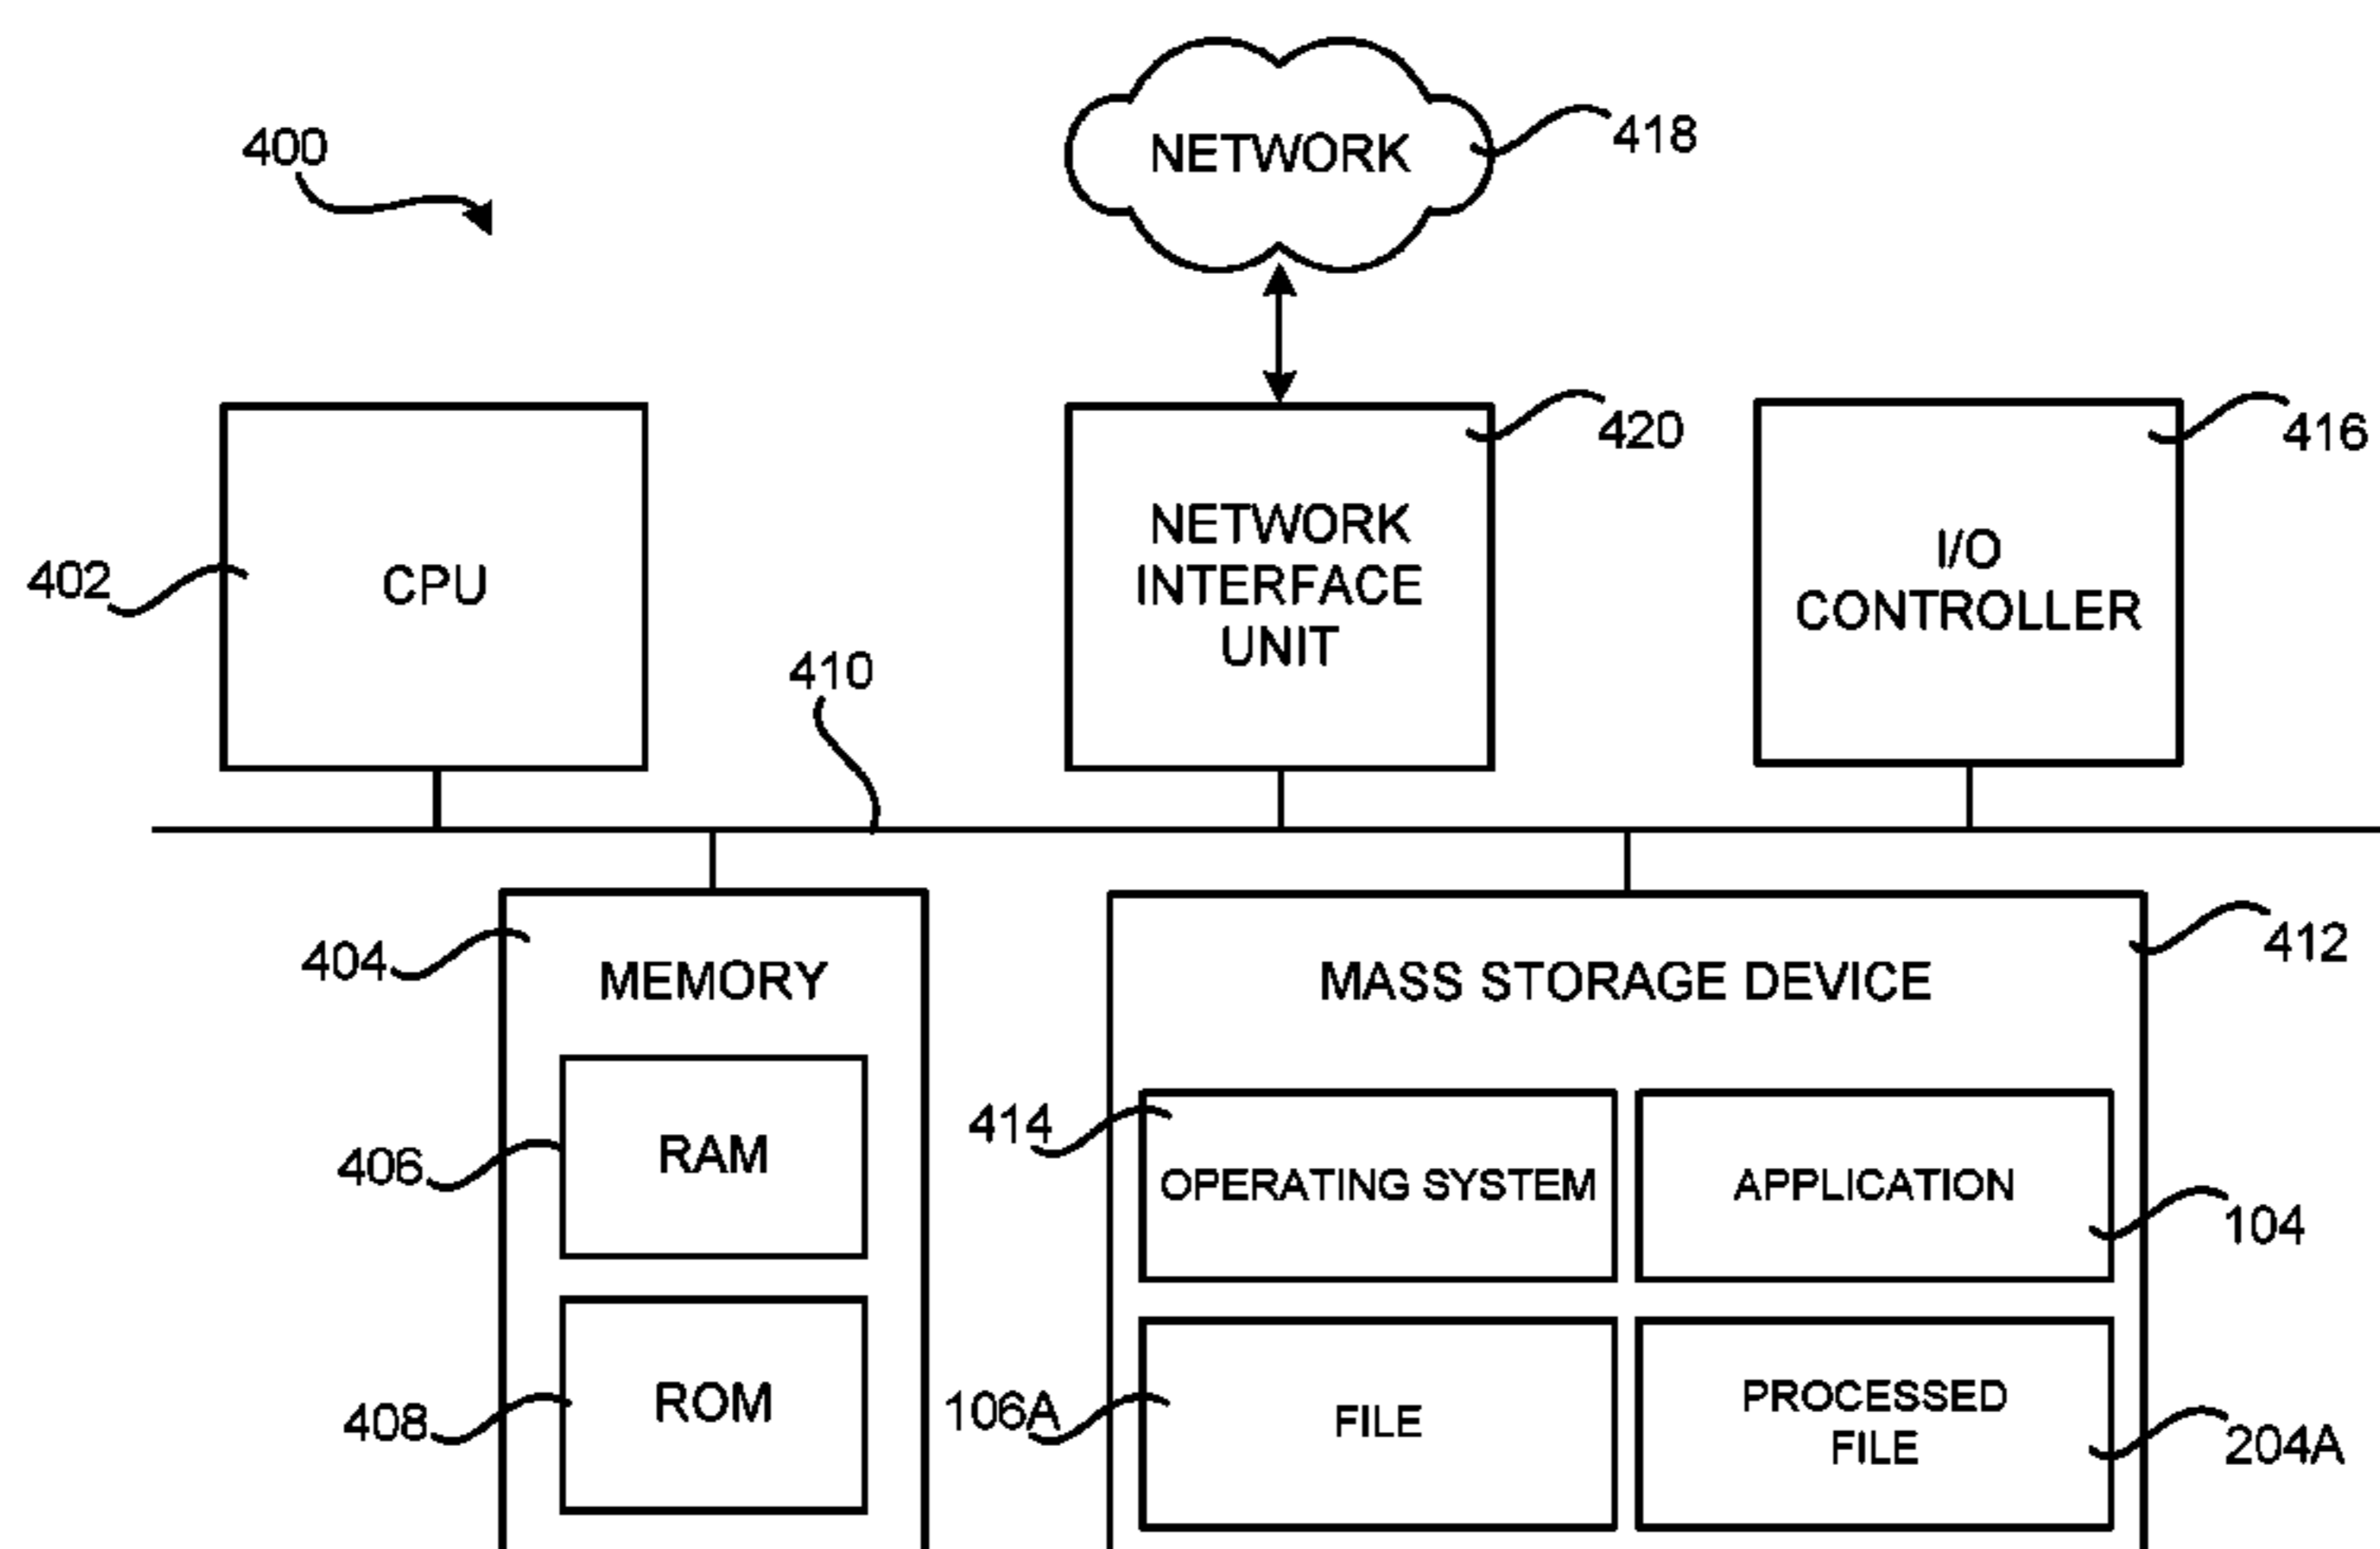 400
NETWORK
418
420
416
402
CPU
NETWORK
INTERFACE
UNIT
I/O
CONTROLLER
410
404
MEMORY
MASS STORAGE DEVICE
412
406
RAM
414
OPERATING SYSTEM
APPLICATION
104
408
ROM
106A
FILE
PROCESSED
FILE
204A